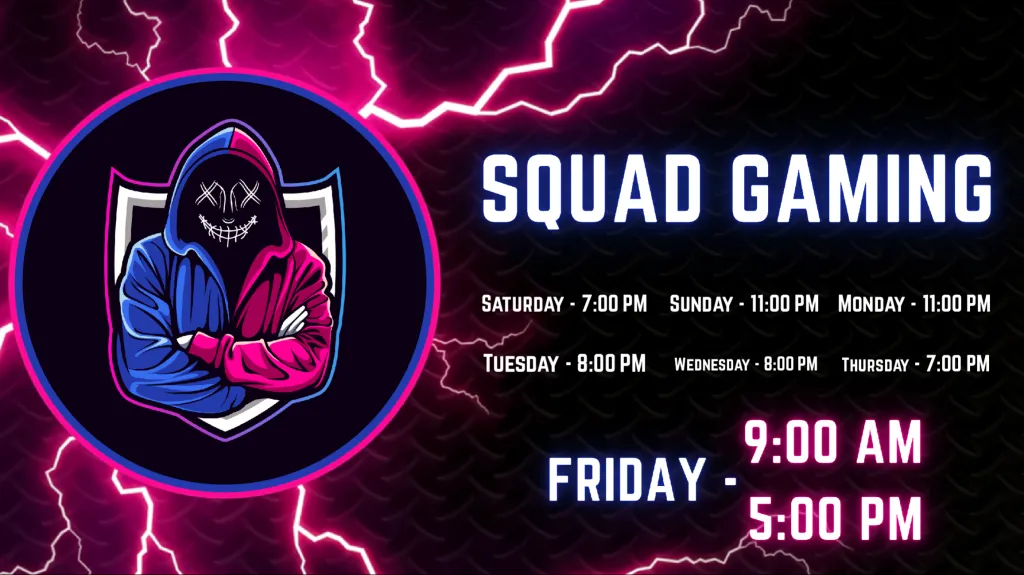 SQUAD GAMING
SATURDAY - 7:00 PM SUNDAY - 11:00 PM MONDAY - 11:00 PM
TUESDAY - 8:00 PM WEDNESDAY - 8:00 PM THURSDAY - 7:00 PM
FRIDAY - 9:00 AM
5:00 PM